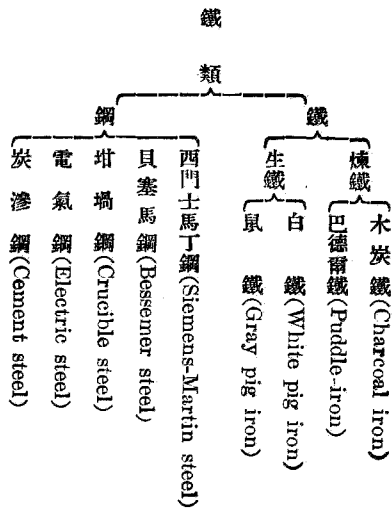 鐵類
鐵
煉鐵
木炭鐵(Charcoal iron)
巴德爾鐵(Puddle-iron)
生鐵
白鐵(White pig iron)
鼠鐵(Gray pig iron)
鋼
西門士馬丁鋼(Siemens-Martin steel)
貝塞馬鋼(Bessemer steel)
坩堝鋼(Crucible steel)
電氣鋼(Electric steel)
炭滲鋼(Cement steel)